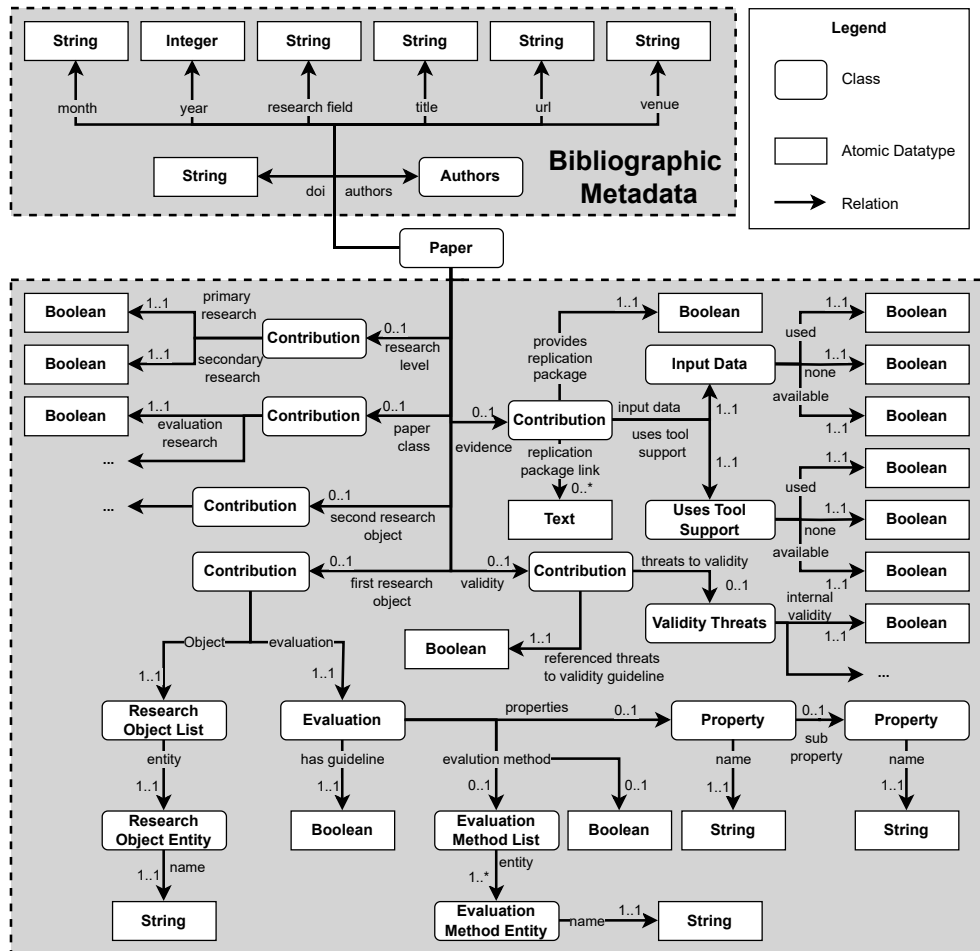 String
Integer
String
String
String
String
Legend
month
year
research field
title
url
venue
Class
String
doi
authors
Authors
Bibliographic
Metadata
Atomic Datatype
Relation
Paper
Boolean
1..1
primary
research
Contribution
0..1
research
level
Boolean
1..1
secondary
research
Boolean
1..1
evaluation
research
...
Contribution
0..1
paper
class
0..1
evidence
provides
replication
package
1..1
Boolean
Contribution
input data
uses tool
support
replication
package link
0..*
Text
Input Data
1..1
1..1
used
1..1
Boolean
1..1
none
Boolean
available
1..1
Boolean
Uses Tool
Support
used
1..1
Boolean
1..1
none
Boolean
available
1..1
Boolean
...
Contribution
0..1
second research
object
Contribution
0..1
first research
object
validity
0..1
Contribution
threats to validity
0..1
Validity Threats
internal
validity
1..1
Boolean
...
Boolean
1..1
referenced threats
to validity guideline
Object
evaluation
1..1
1..1
Research
Object List
Evaluation
properties
0..1
Property
0..1
sub
property
Property
entity
has guideline
evalution method
name
name
1..1
1..1
0..1
0..1
1..1
1..1
Research
Object Entity
Boolean
Evaluation
Method List
Boolean
String
String
name
1..1
entity
1..*
String
Evaluation
Method Entity
name
1..1
String